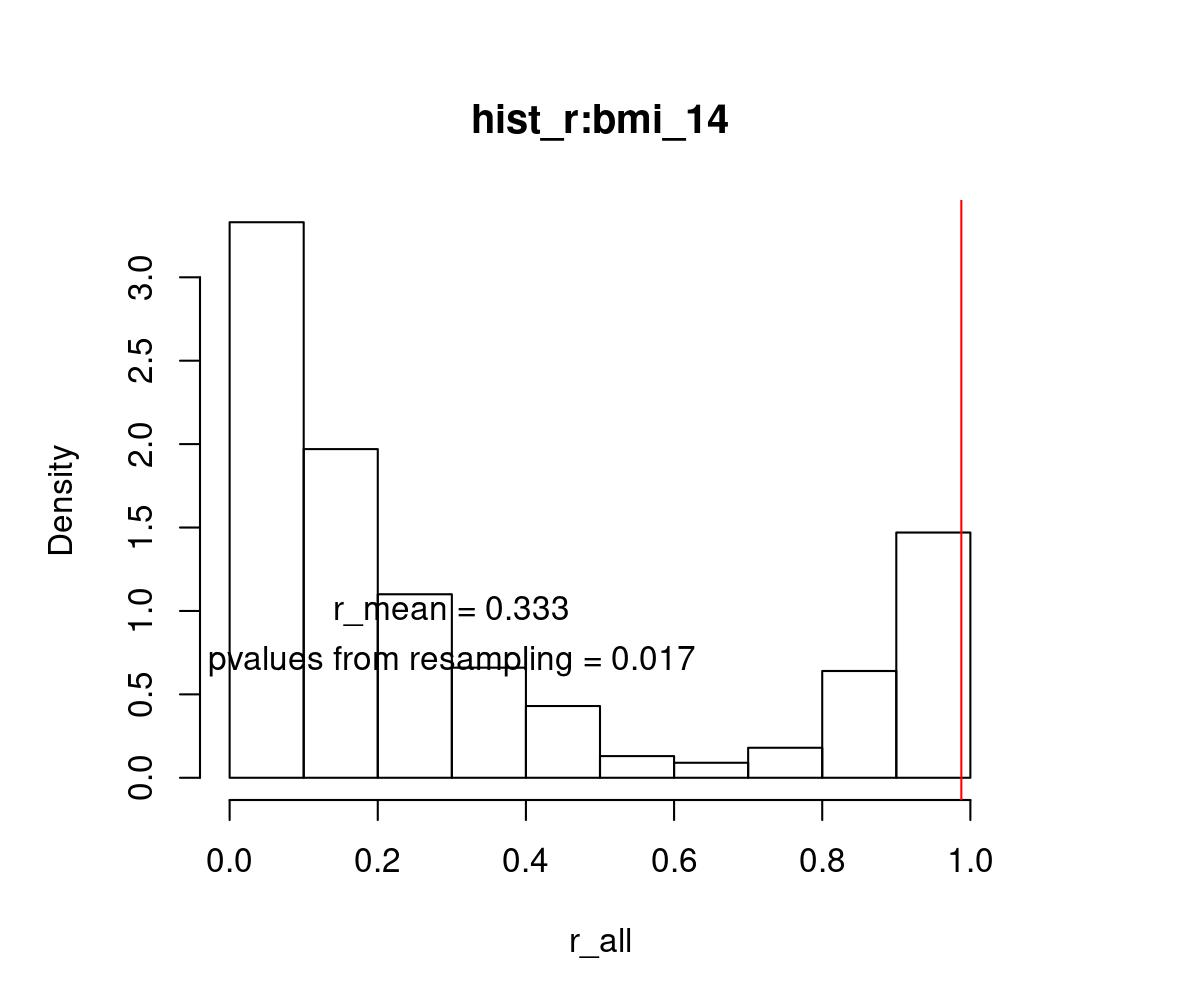 hist_r:bmi_14
Density
3.0
2.5
2.0
1.5
1.0
0.5
0.0
r_mean = 0.333
pvalues from resampling = 0.017
0.0 0.2 0.4 0.6 0.8 1.0
r_all